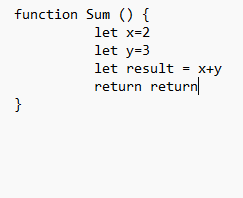 function Sum () {
let x=2
let y=3
let result = x+y
return return
}